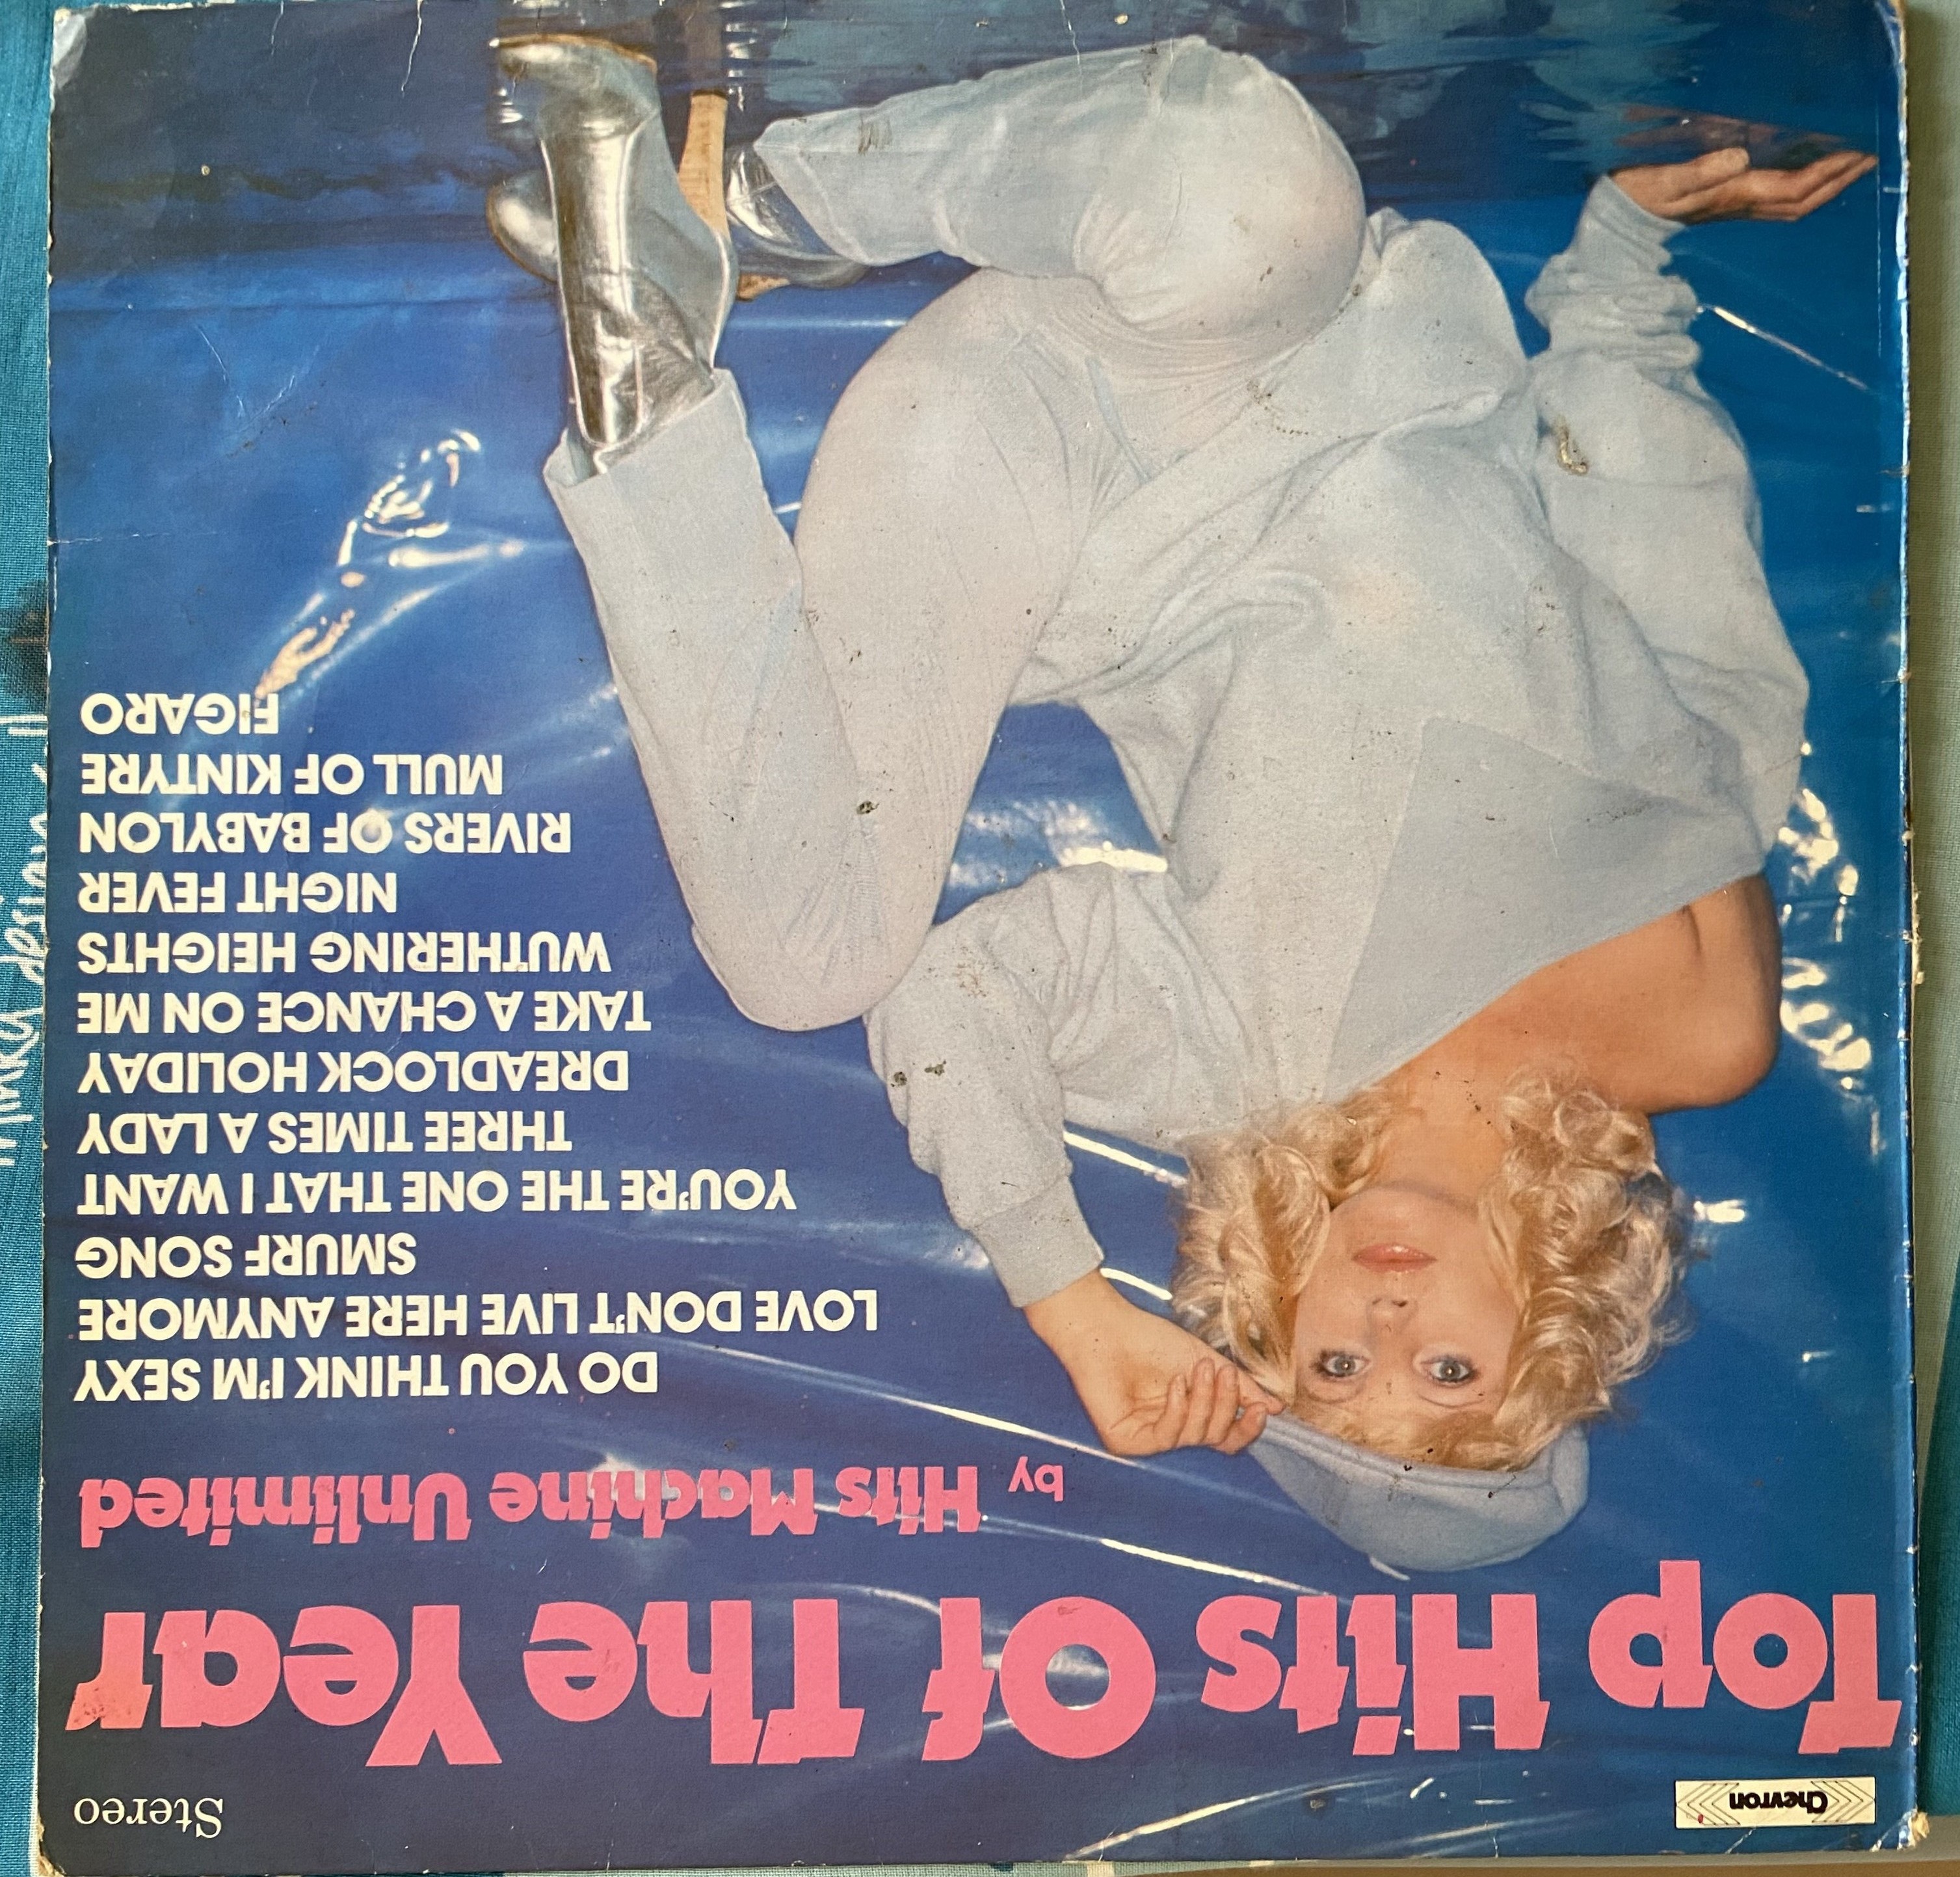 Chevron
Stereo
Top Hits Of The Year
by Hits Machine Unlimited
DO YOU THINK I'M SEXY
LOVE DON'T LIVE HERE ANYMORE
SMURF SONG
YOU'RE THE ONE THAT I WANT
THREE TIMES A LADY
DREADLOCK HOLIDAY
TAKE A CHANCE ON ME
WUTHERING HEIGHTS
NIGHT FEVER
RIVERS OF BABYLON
MULL OF KINTYRE
FIGARO